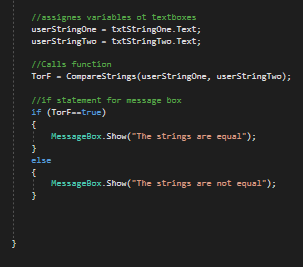 //assignes variables ot textboxes
userStringOne = txtStringOne.Text;
userStringTwo = txtStringTwo.Text;
//Calls function
TorF = CompareStrings(userStringOne, userStringTwo);
//if statement for message box
if (TorF==true)
{
MessageBox.Show("The strings are equal");
}
else
{
MessageBox.Show("The strings are not equal");
}
}